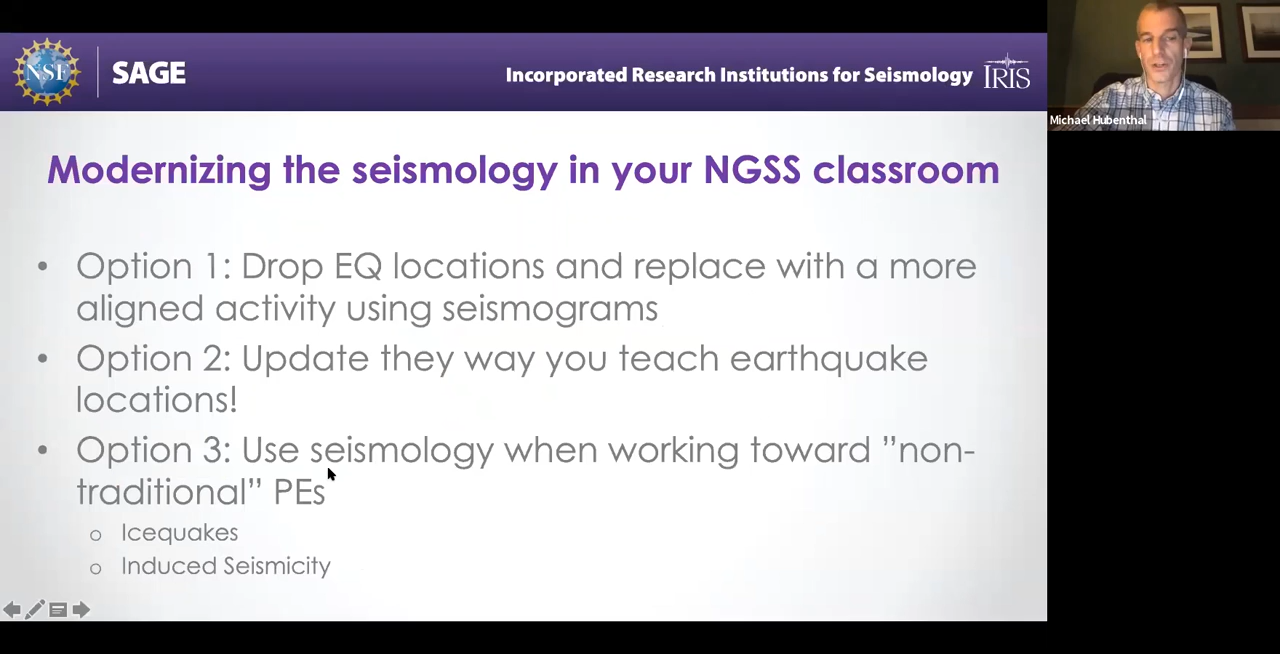 NSF
SAGE
Incorporated Research Institutions for Seismology
IRIS
Michael Hubenthal
Modernizing the seismology in your NGSS classroom
• Option 1: Drop EQ locations and replace with a more
aligned activity using seismograms
• Option 2: Update they way you teach earthquake
locations!
• Option 3: Use seismology when working toward ”non-
traditional” PEs
o Icequakes
o Induced Seismicity